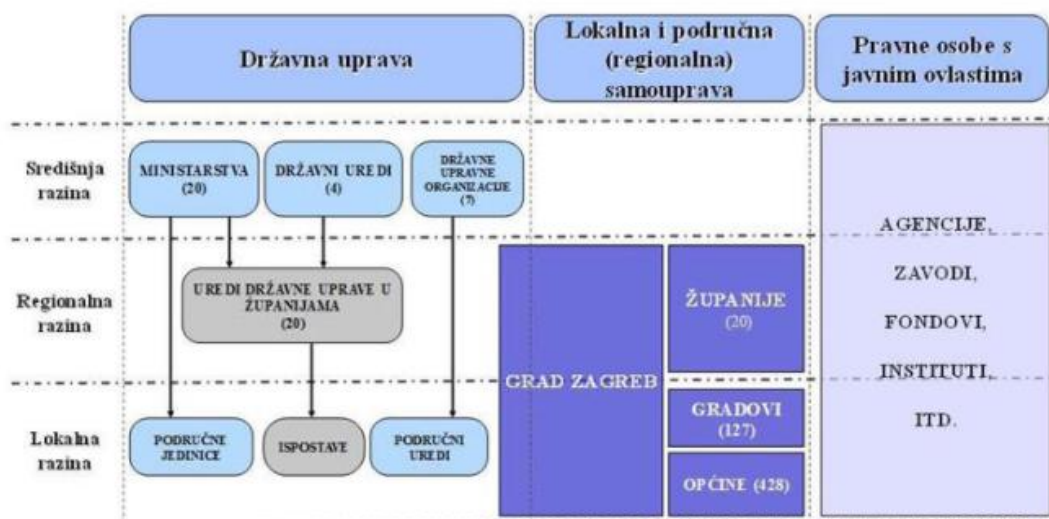 Državna uprava
Lokalna i područna
(regionalna)
samouprava
Pravne osobe s
javnim ovlastima
Središnja
razina
MINISTARSTVA
(20)
DRŽAVNI UREDI
(4)
DRŽAVNE
UPRAVNE
ORGANIZACIJE
(7)
Regionalna
razina
UREDI DRŽAVNE UPRAVE U
ŽUPANIJAMA
(20)
GRAD ZAGREB
ŽUPANIJE
(20)
Lokalna
razina
PODRUČNE
JEDINICE
ISPOSTAVE
PODRUČNI
UREDI
GRADOVI
(127)
OPĆINE (428)
AGENCIJE,
ZAVODI,
FONDOVI,
INSTITUTI,
ITD.